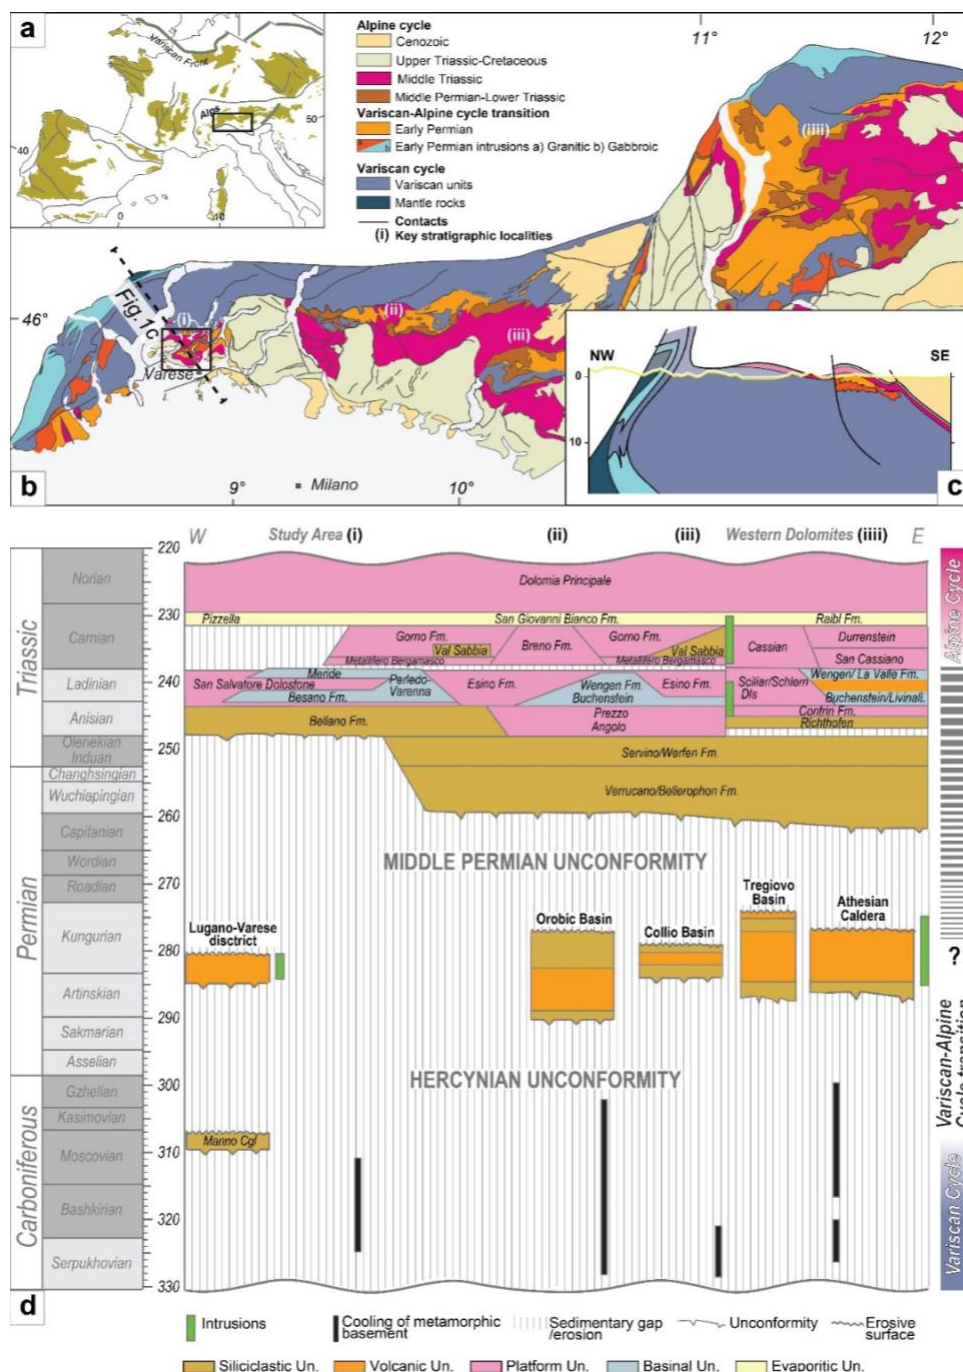 a
Variscan Front
Alps
50
40
0
10
Alpine cycle
Cenozoic
Upper Triassic-Cretaceous
Middle Triassic
Middle Permian-Lower Triassic
Variscan-Alpine cycle transition
Early Permian
a b Early Permian intrusions a) Granitic b) Gabbroic
Variscan cycle
Variscan units
Mantle rocks
Contacts
(i) Key stratigraphic localities
11°
12°
(iiii)
46°
Fig.1c
(i)
(ii)
(iii)
Varese
NW
SE
0
10
b
9°
Milano
10°
c
W
Study Area (i)
(ii)
(iii)
Western Dolomites (iiii)
E
220
230
240
250
260
270
280
290
300
310
320
330
Triassic
Norian
Carnian
Ladinian
Anisian
Olenekian
Induan
Permian
Changhsingian
Wuchiapingian
Capitanian
Wordian
Roadian
Kungurian
Artinskian
Sakmarian
Asselian
Carboniferous
Gzhelian
Kasimovian
Moscovian
Bashkirian
Serpukhovian
Dolomia Principale
Pizzella
San Giovanni Bianco Fm.
Raibl Fm.
Gorno Fm.
Val Sabbia
Metallifero Bergamasco
Breno Fm.
Gorno Fm.
Val Sabbia
Metallifero Bergamasco
Cassian
Durrenstein
San Cassiano
Meride
San Salvatore Dolostone
Besano Fm.
Perledo-
Varenna
Esino Fm.
Wengen Fm.
Buchenstein
Esino Fm.
Sciliar/Schlern
Dls
Wengen/ La Valle Fm.
Buchenstein/Livinall.
Contrin Fm.
Richthofen
Bellano Fm.
Prezzo
Angolo
Servino/Werfen Fm.
Verrucano/Bellerophon Fm.
MIDDLE PERMIAN UNCONFORMITY
Lugano-Varese
disctrict
Orobic Basin
Collio Basin
Tregiovo
Basin
Athesian
Caldera
HERCYNIAN UNCONFORMITY
Manno Cgl
Alpine Cycle
?
Variscan-Alpine
Cycle transition
Variscan Cycle
d
Intrusions
Cooling of metamorphic
basement
Sedimentary gap
/erosion
Unconformity
Erosive
surface
Siliciclastic Un.
Volcanic Un.
Platform Un.
Basinal Un.
Evaporitic Un.